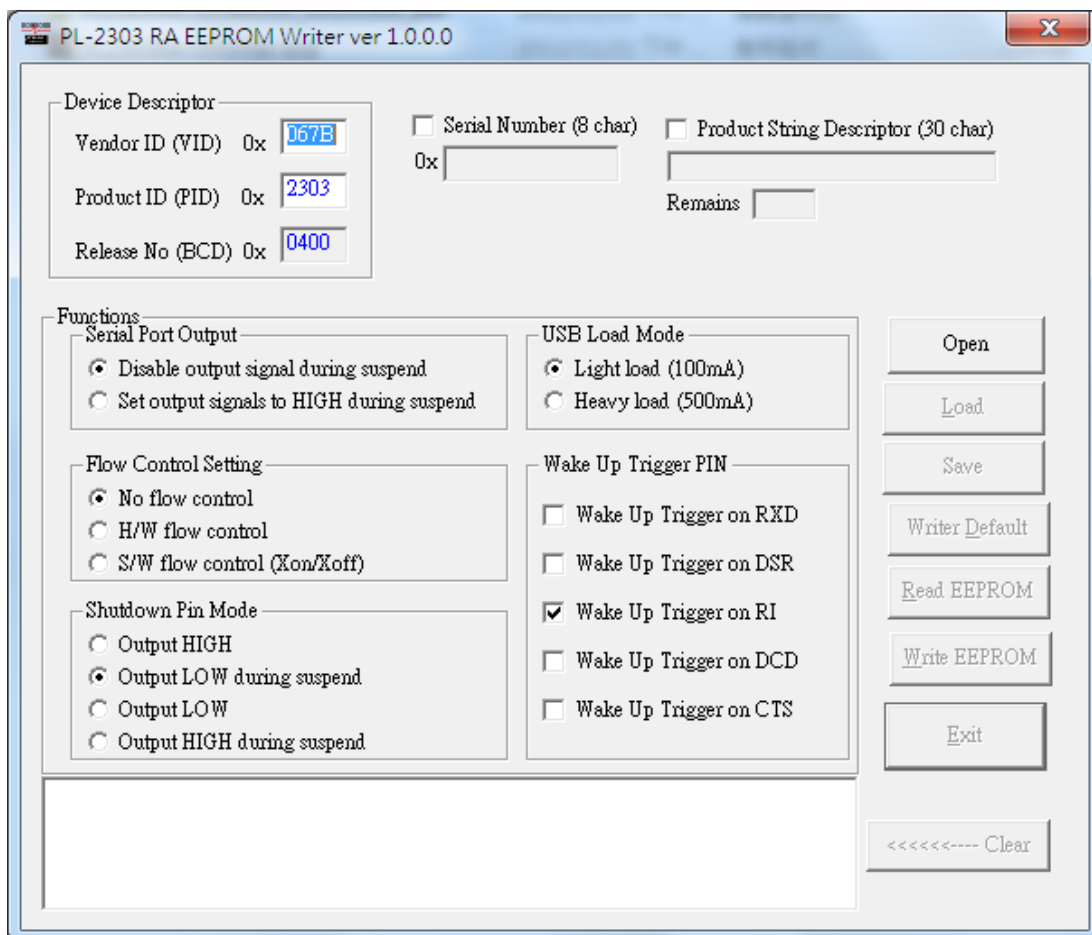 PL-2303 RA EEPROM Writer ver 1.0.0.0
Device Descriptor
Vendor ID (VID) 0x 067B
Product ID (PID) 0x 2303
Release No (BCD) 0x 0400
Serial Number (8 char)
0x
Product String Descriptor (30 char)
Remains
Functions
Serial Port Output
Disable output signal during suspend
Set output signals to HIGH during suspend
USB Load Mode
Light load (100mA)
Heavy load (500mA)
Flow Control Setting
No flow control
H/W flow control
S/W flow control (Xon/Xoff)
Wake Up Trigger PIN
Wake Up Trigger on RXD
Wake Up Trigger on DSR
Wake Up Trigger on RI
Wake Up Trigger on DCD
Wake Up Trigger on CTS
Shutdown Pin Mode
Output HIGH
Output LOW during suspend
Output LOW
Output HIGH during suspend
Open
Load
Save
Writer Default
Read EEPROM
Write EEPROM
Exit
<<<<<<---- Clear